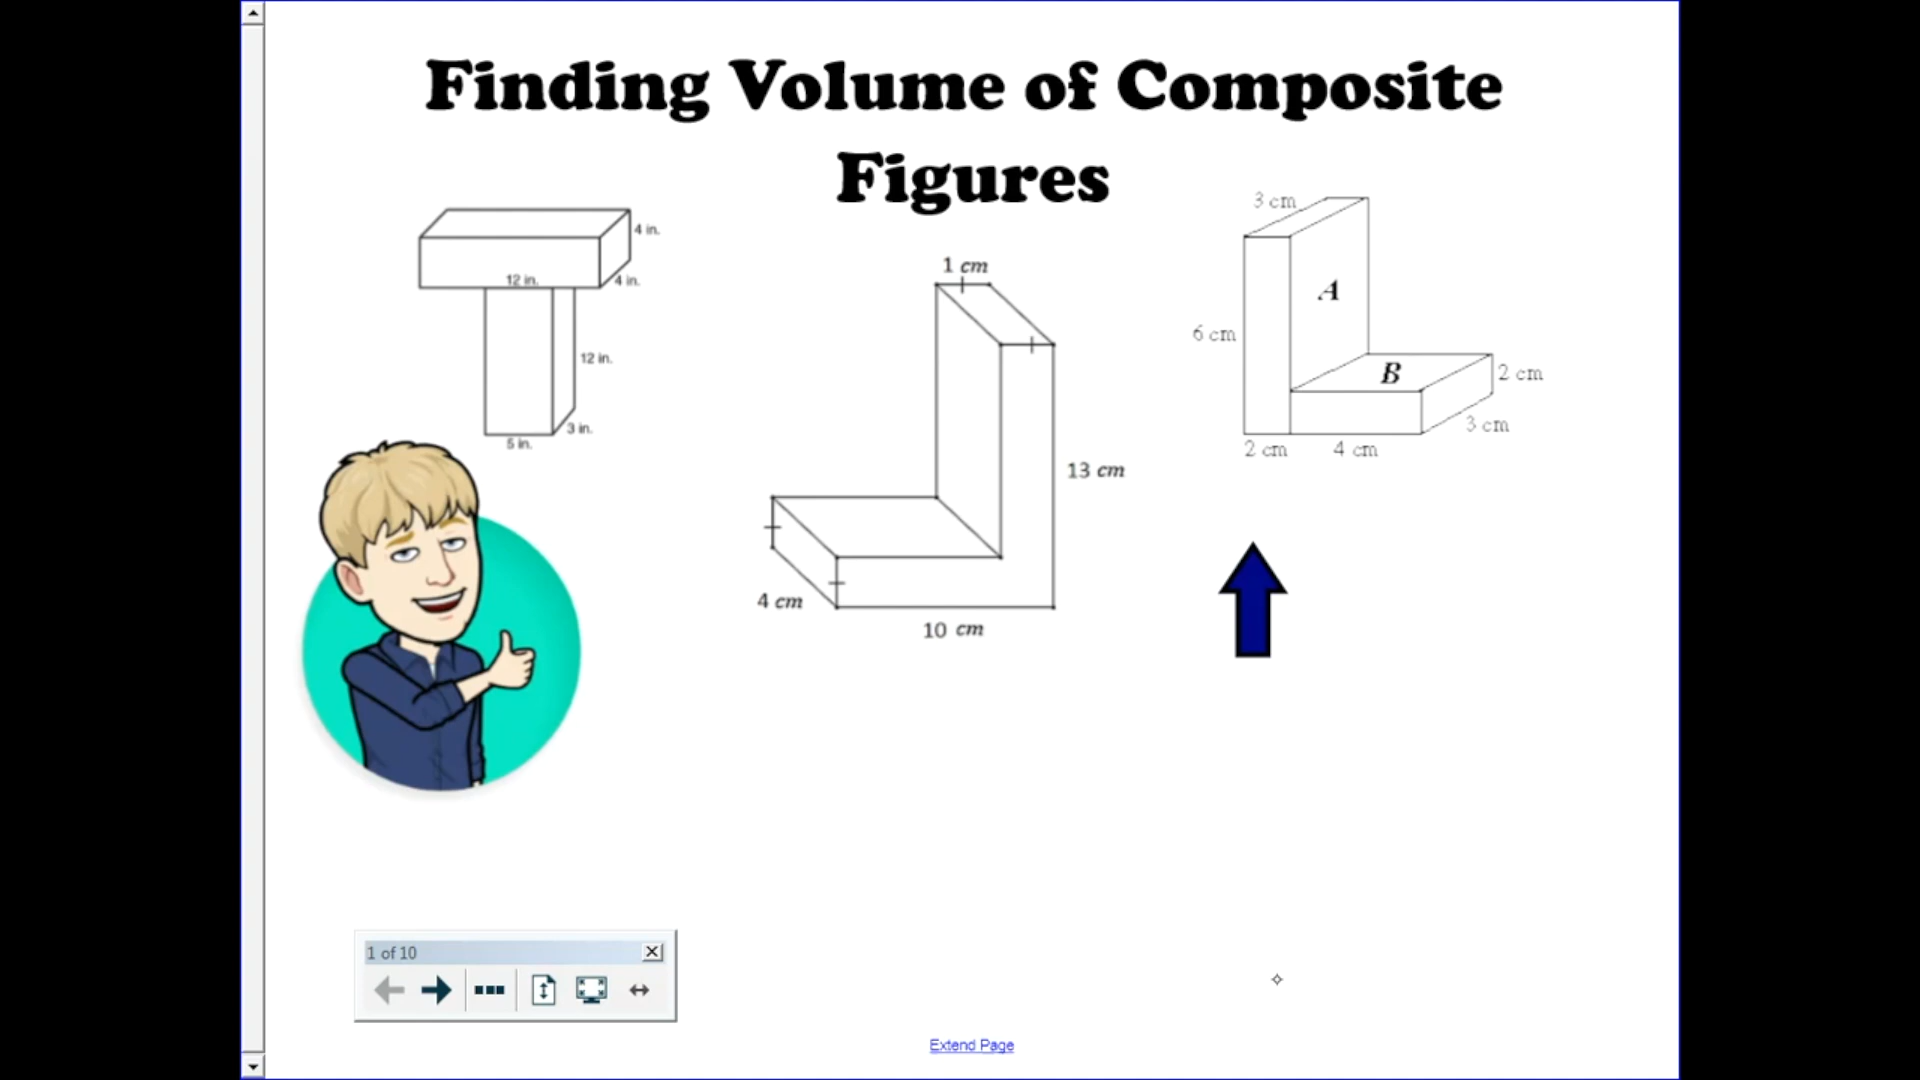 Finding Volume of Composite
Figures
4 in.
12 in.
4 in.
12 in.
3 in.
5 in.
1 cm
13 cm
4 cm
10 cm
3 cm
A
6 cm
B
2 cm
3 cm
2 cm
4 cm
1 of 10
Extend Page